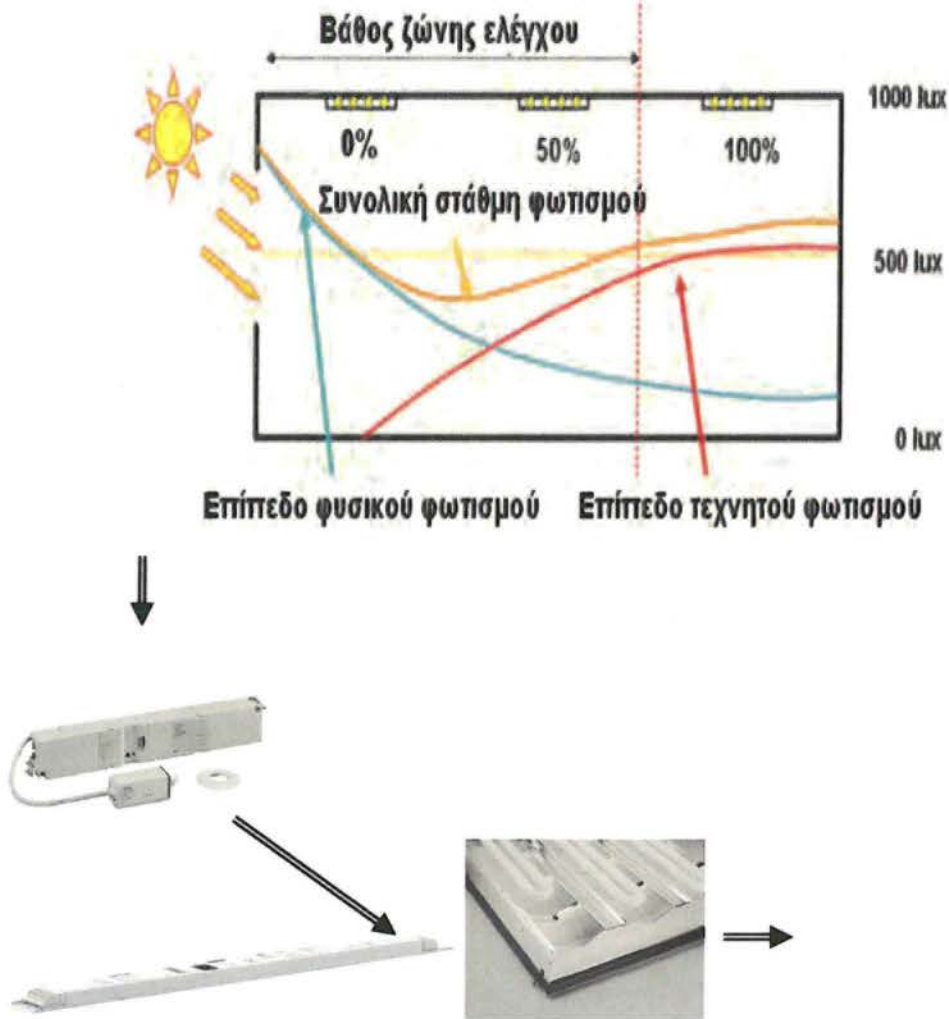 Βάθος ζώνης ελέγχου
1000 lux
0%
50%
100%
Συνολική στάθμη φωτισμού
500 lux
0 lux
Επίπεδο φυσικού φωτισμού
Επίπεδο τεχνητού φωτισμού